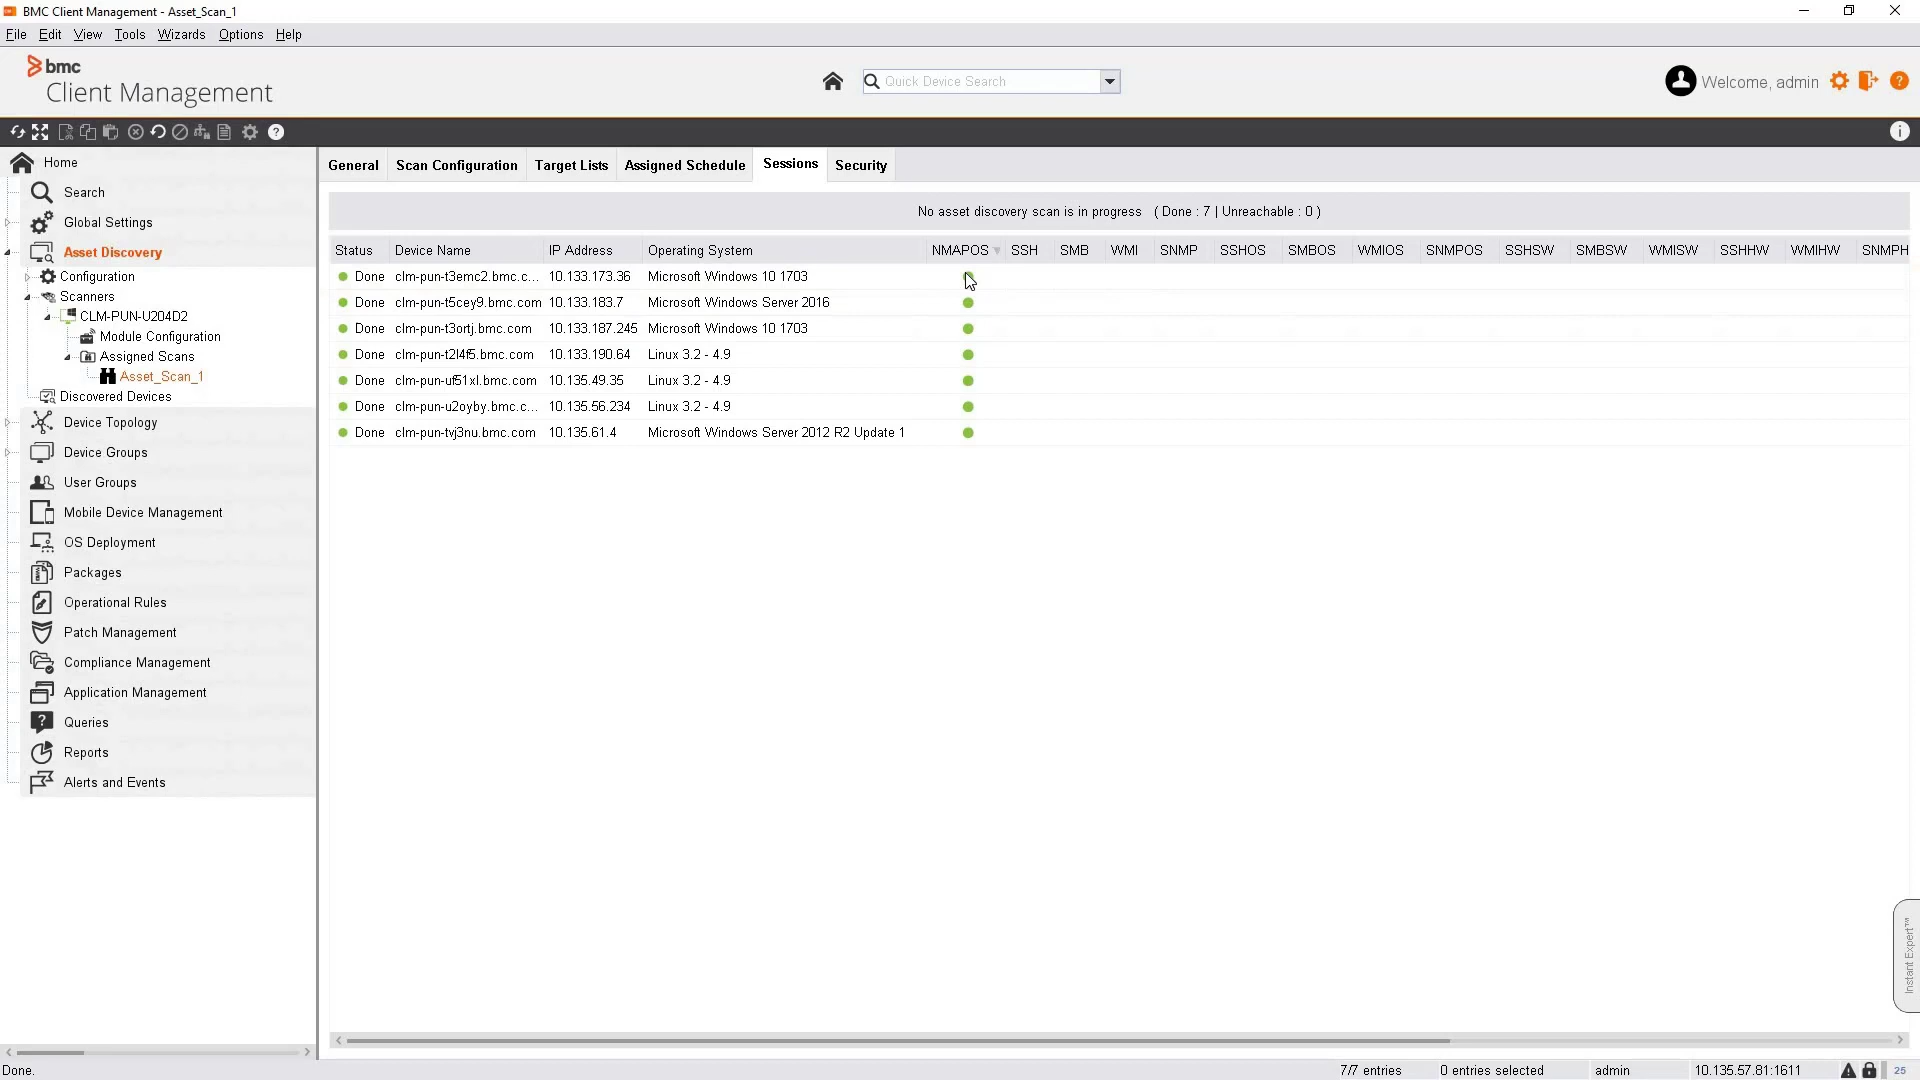 BMC Client Management - Asset_Scan_1
File Edit View Tools Wizards Options Help
bmc
Client Management
Quick Device Search
Welcome, admin
Home
Search
Global Settings
Asset Discovery
Configuration
Scanners
CLM-PUN-U204D2
Module Configuration
Assigned Scans
Asset_Scan_1
Discovered Devices
Device Topology
Device Groups
User Groups
Mobile Device Management
OS Deployment
Packages
Operational Rules
Patch Management
Compliance Management
Application Management
Queries
Reports
Alerts and Events
General Scan Configuration Target Lists Assigned Schedule Sessions Security
No asset discovery scan is in progress ( Done : 7 | Unreachable : 0 )
Status Device Name IP Address Operating System NMAPOS SSH SMB WMI SNMP SSHOS SMBOS WMIOS SNMPOS SSHSW SMBSW WMISW SSHHW WMIHW SNMPH
Done clm-pun-t3emc2.bmc.c... 10.133.173.36 Microsoft Windows 10 1703
Done clm-pun-t5cey9.bmc.com 10.133.183.7 Microsoft Windows Server 2016
Done clm-pun-t3ortj.bmc.com 10.133.187.245 Microsoft Windows 10 1703
Done clm-pun-t2l4f5.bmc.com 10.133.190.64 Linux 3.2 - 4.9
Done clm-pun-uf51xl.bmc.com 10.135.49.35 Linux 3.2 - 4.9
Done clm-pun-u2oyby.bmc.c... 10.135.56.234 Linux 3.2 - 4.9
Done clm-pun-tvj3nu.bmc.com 10.135.61.4 Microsoft Windows Server 2012 R2 Update 1
Instant Expert™
Done. 7/7 entries 0 entries selected admin 10.135.57.81:1611 25